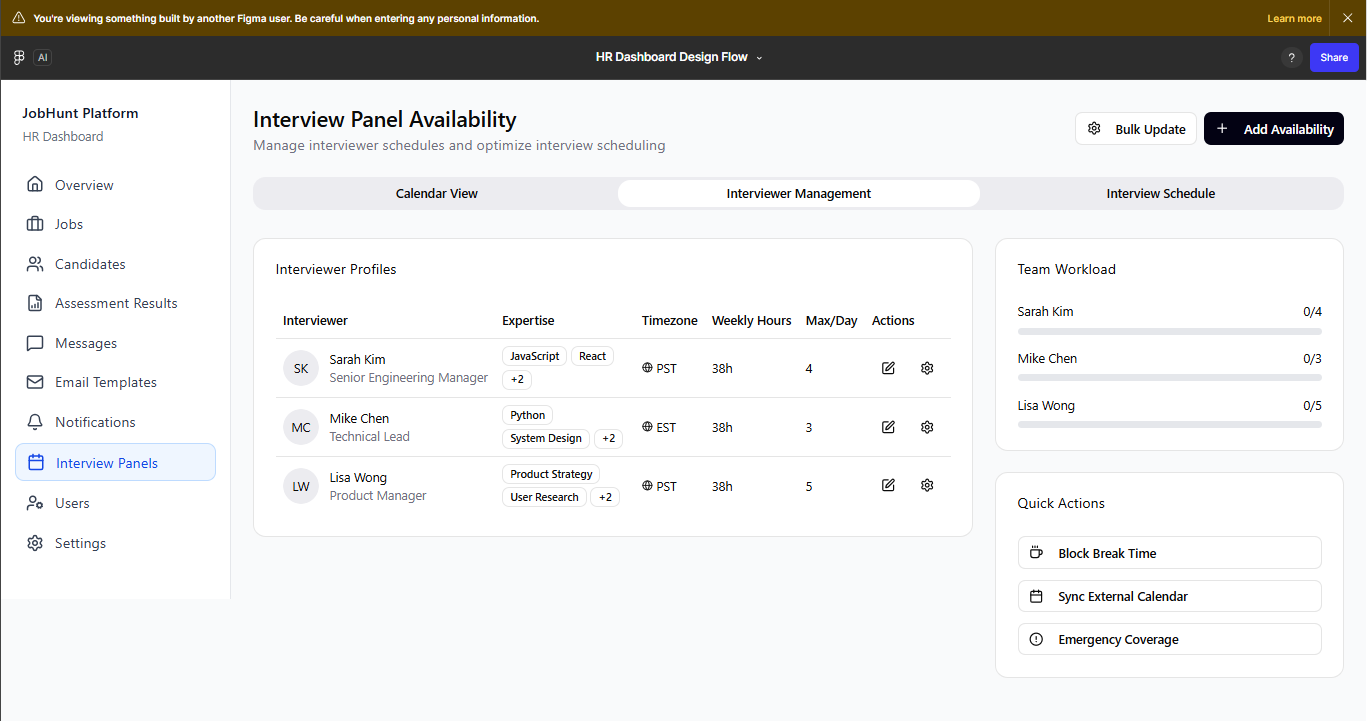 You're viewing something built by another Figma user. Be careful when entering any personal information.
Learn more
AI
HR Dashboard Design Flow
?
Share
JobHunt Platform
HR Dashboard
Overview
Jobs
Candidates
Assessment Results
Messages
Email Templates
Notifications
Interview Panels
Users
Settings
Interview Panel Availability
Manage interviewer schedules and optimize interview scheduling
Bulk Update
+ Add Availability
Calendar View
Interviewer Management
Interview Schedule
Interviewer Profiles
Interviewer Expertise Timezone Weekly Hours Max/Day Actions
SK
Sarah Kim
Senior Engineering Manager
JavaScript React
+2
PST
38h
4
MC
Mike Chen
Technical Lead
Python
System Design +2
EST
38h
3
LW
Lisa Wong
Product Manager
Product Strategy
User Research +2
PST
38h
5
Team Workload
Sarah Kim 0/4
Mike Chen 0/3
Lisa Wong 0/5
Quick Actions
Block Break Time
Sync External Calendar
Emergency Coverage